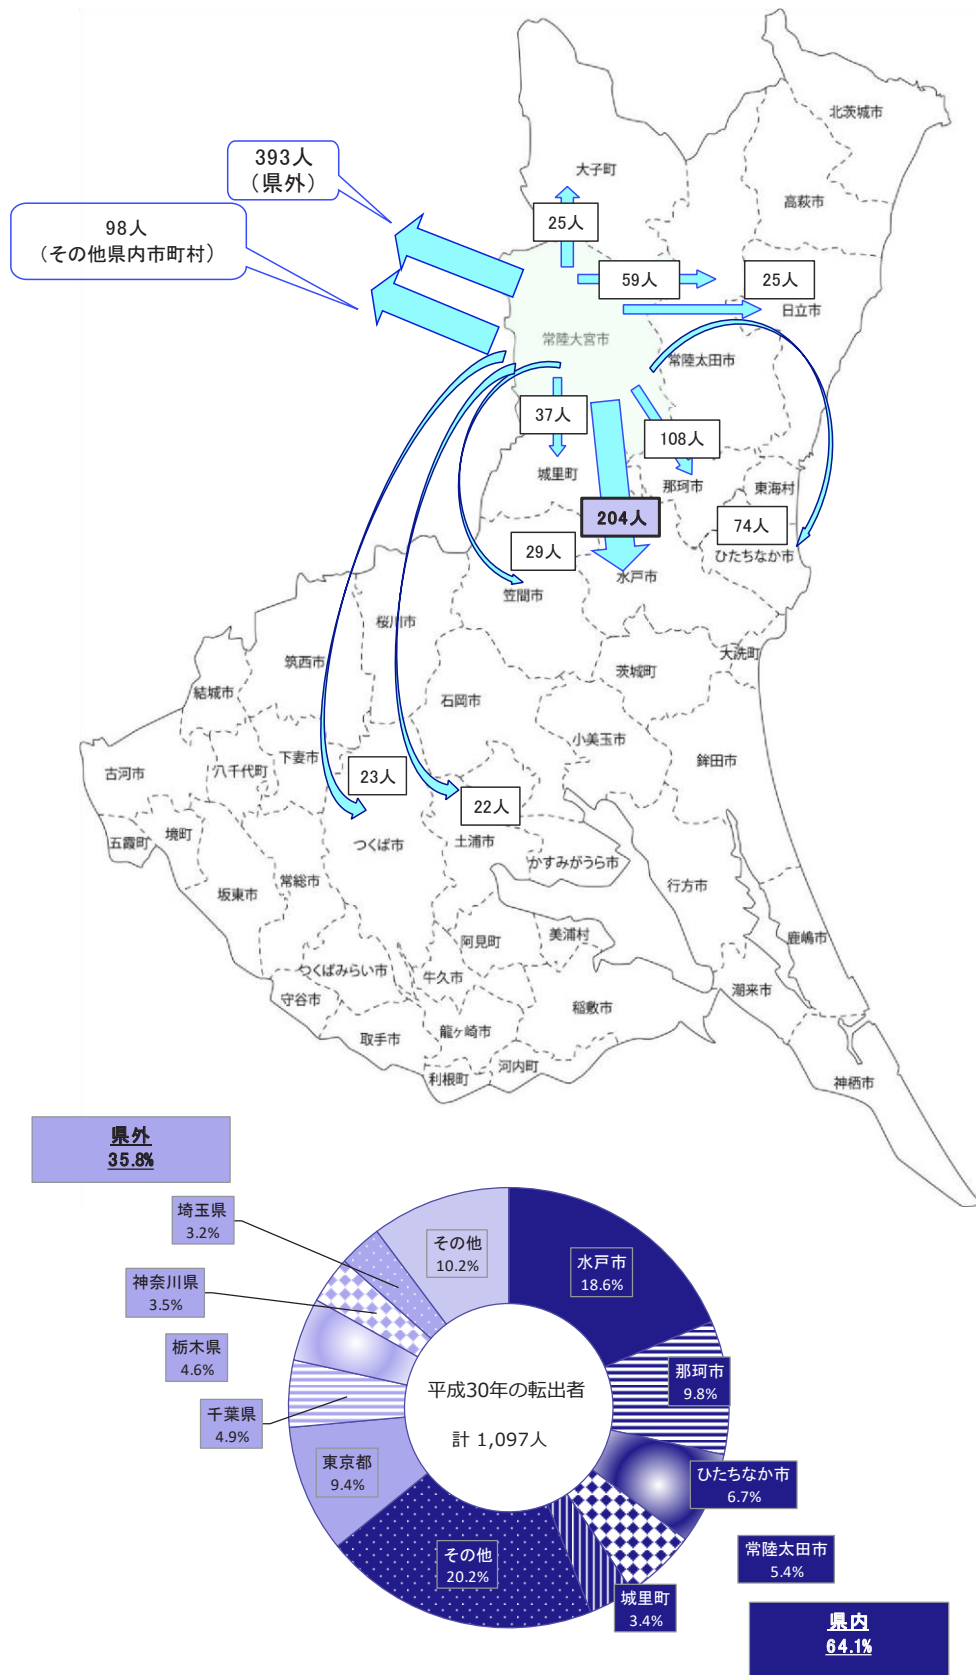 北茨城市
393人
（県外）
大子町
高萩市
98人
（その他県内市町村）
25人
59人
25人
日立市
常陸大宮市
常陸太田市
37人
108人
城里町
那珂市
東海村
204人
74人
29人
ひたちなか市
水戸市
笠間市
桜川市
筑西市
大洗町
茨城町
結城市
石岡市
小美玉市
下妻市
鉾田市
古河市
八千代町
23人
22人
境町
五霞町
つくば市
土浦市
かすみがうら市
常総市
行方市
坂東市
阿見町
美浦村
鹿嶋市
つくばみらい市
牛久市
潮来市
守谷市
稲敷市
取手市
龍ヶ崎市
河内町
利根町
神栖市
県外
35.8%
埼玉県
3.2%
その他
10.2%
水戸市
18.6%
神奈川県
3.5%
栃木県
4.6%
那珂市
9.8%
平成30年の転出者
計 1,097人
千葉県
4.9%
東京都
9.4%
ひたちなか市
6.7%
その他
20.2%
常陸太田市
5.4%
城里町
3.4%
県内
64.1%